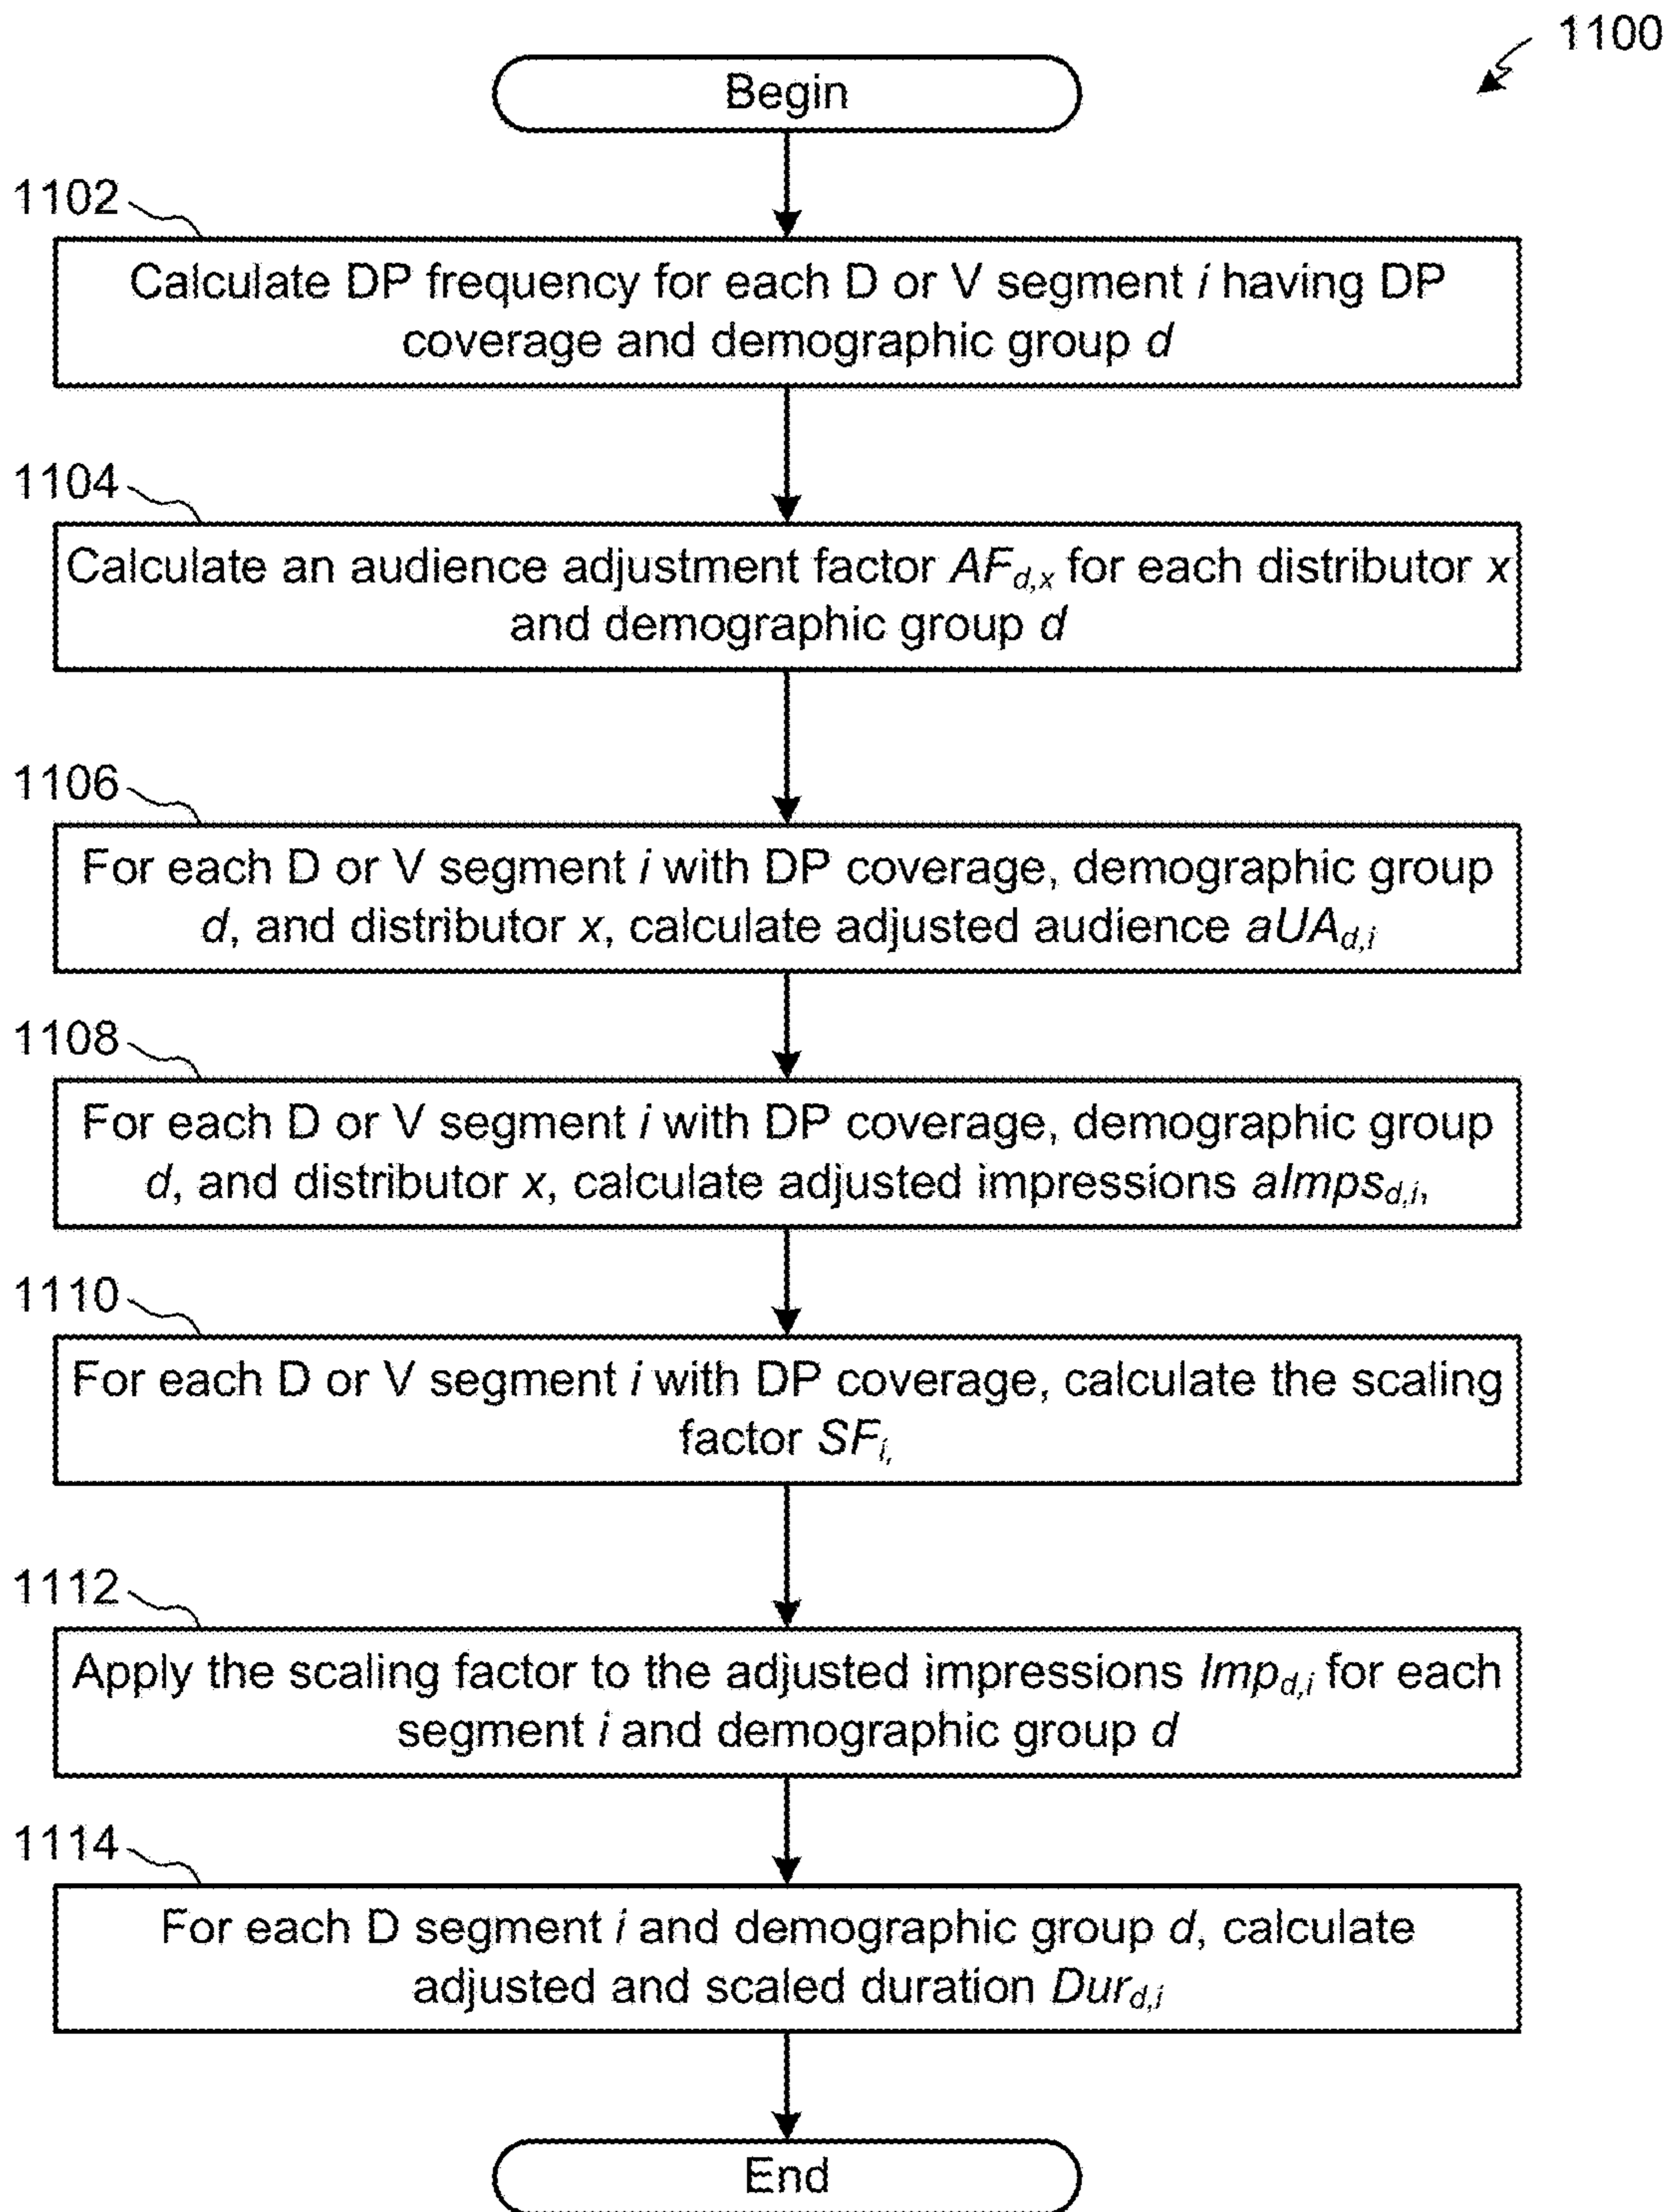 1100
Begin
1102
Calculate DP frequency for each D or V segment i having DP
coverage and demographic group d
1104
Calculate an audience adjustment factor AFd,x for each distributor x
and demographic group d
1106
For each D or V segment i with DP coverage, demographic group
d, and distributor x, calculate adjusted audience aUAd,i
1108
For each D or V segment i with DP coverage, demographic group
d, and distributor x, calculate adjusted impressions aImpsd,i,
1110
For each D or V segment i with DP coverage, calculate the scaling
factor SFi,
1112
Apply the scaling factor to the adjusted impressions Impd,i for each
segment i and demographic group d
1114
For each D segment i and demographic group d, calculate
adjusted and scaled duration Durd,i
End